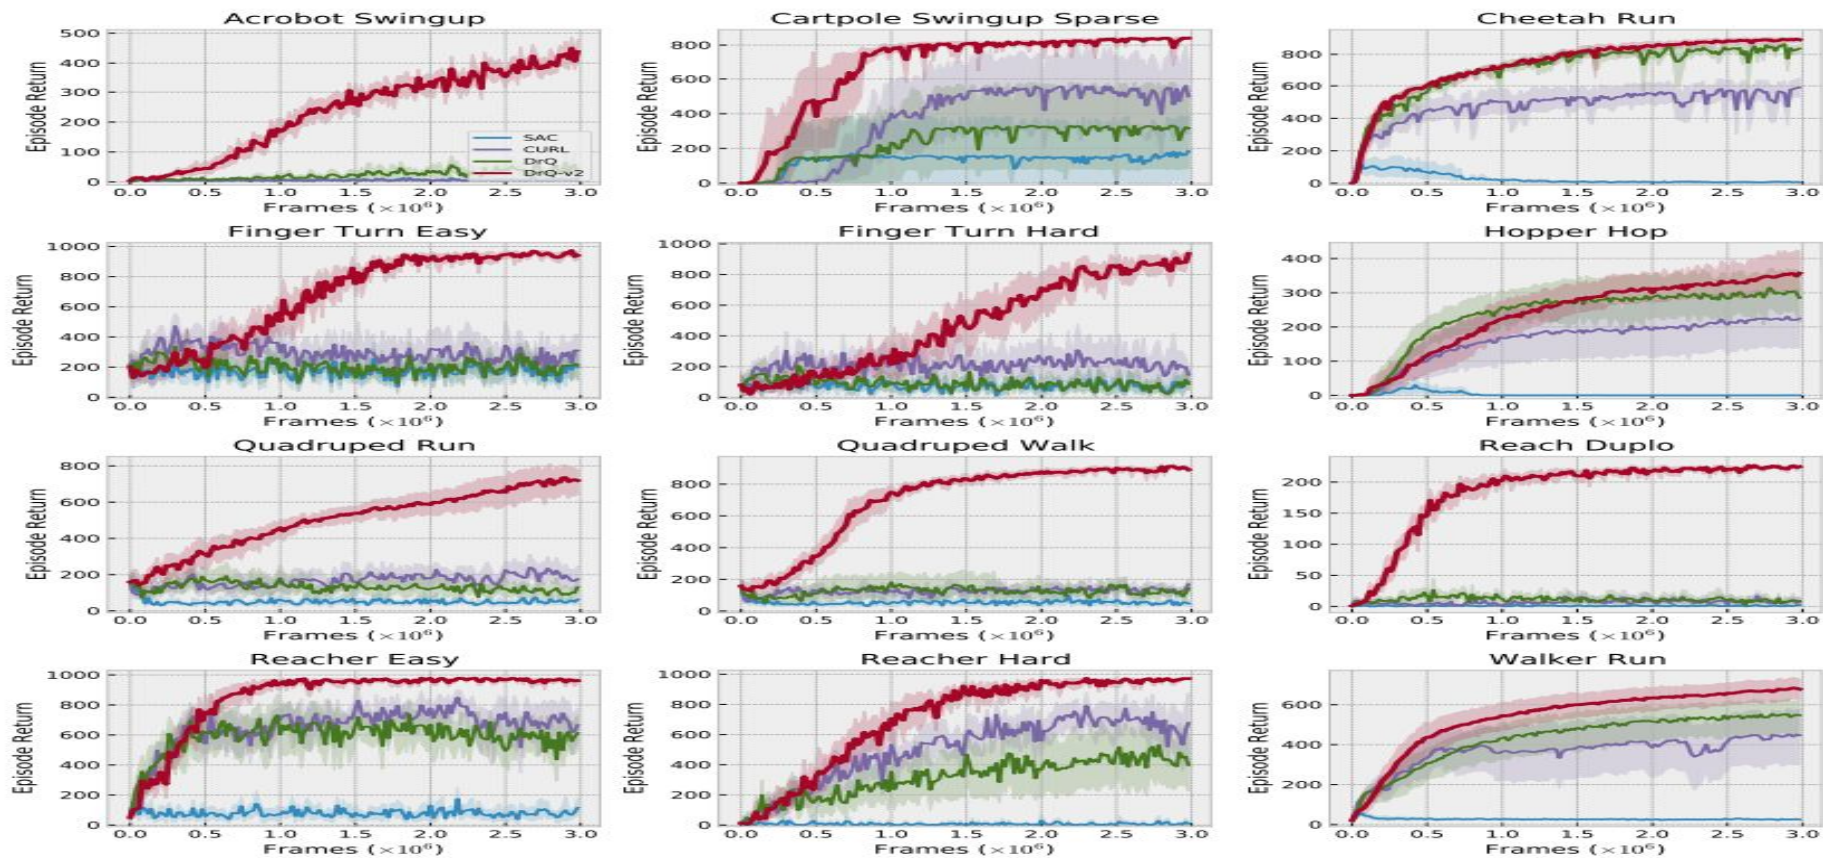 Acrobot Swingup
500
400
300
200
100
0
Episode Return
SAC
CURL
DrQ
DrQ-v2
0.0 0.5 1.0 1.5 2.0 2.5 3.0
Frames (×10⁶)
Cartpole Swingup Sparse
800
600
400
200
0
Episode Return
0.0 0.5 1.0 1.5 2.0 2.5 3.0
Frames (×10⁶)
Cheetah Run
800
600
400
200
0
Episode Return
0.0 0.5 1.0 1.5 2.0 2.5 3.0
Frames (×10⁶)
Finger Turn Easy
1000
800
600
400
200
0
Episode Return
0.0 0.5 1.0 1.5 2.0 2.5 3.0
Frames (×10⁶)
Finger Turn Hard
1000
800
600
400
200
0
Episode Return
0.0 0.5 1.0 1.5 2.0 2.5 3.0
Frames (×10⁶)
Hopper Hop
400
300
200
100
0
Episode Return
0.0 0.5 1.0 1.5 2.0 2.5 3.0
Frames (×10⁶)
Quadruped Run
800
600
400
200
0
Episode Return
0.0 0.5 1.0 1.5 2.0 2.5 3.0
Frames (×10⁶)
Quadruped Walk
800
600
400
200
0
Episode Return
0.0 0.5 1.0 1.5 2.0 2.5 3.0
Frames (×10⁶)
Reach Duplo
200
150
100
50
0
Episode Return
0.0 0.5 1.0 1.5 2.0 2.5 3.0
Frames (×10⁶)
Reacher Easy
1000
800
600
400
200
0
Episode Return
0.0 0.5 1.0 1.5 2.0 2.5 3.0
Frames (×10⁶)
Reacher Hard
1000
800
600
400
200
0
Episode Return
0.0 0.5 1.0 1.5 2.0 2.5 3.0
Frames (×10⁶)
Walker Run
600
400
200
0
Episode Return
0.0 0.5 1.0 1.5 2.0 2.5 3.0
Frames (×10⁶)